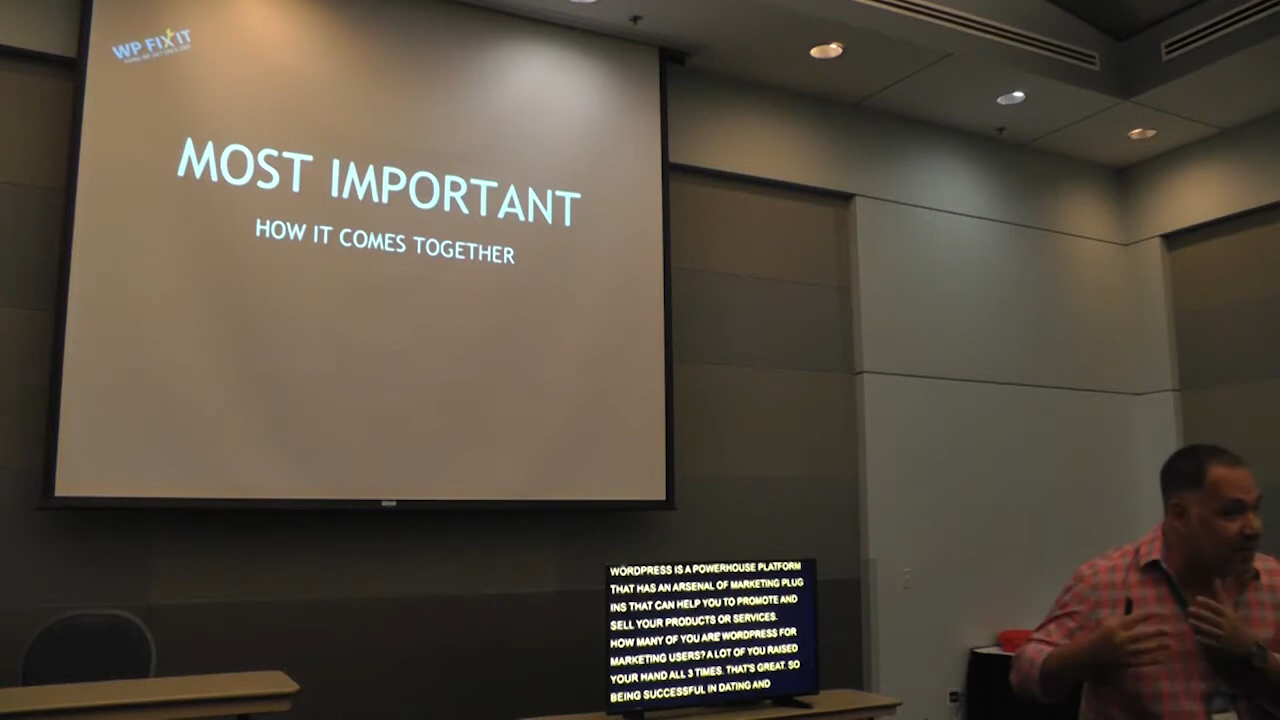 WP FIX IT
MOST IMPORTANT
HOW IT COMES TOGETHER
WORDPRESS IS A POWERHOUSE PLATFORM
THAT HAS AN ARSENAL OF MARKETING PLUG
INS THAT CAN HELP YOU TO PROMOTE AND
SELL YOUR PRODUCTS OR SERVICES.
HOW MANY OF YOU ARE WORDPRESS FOR
MARKETING USERS? A LOT OF YOU RAISED
YOUR HAND ALL 3 TIMES. THAT'S GREAT. SO
BEING SUCCESSFUL IN DATING AND